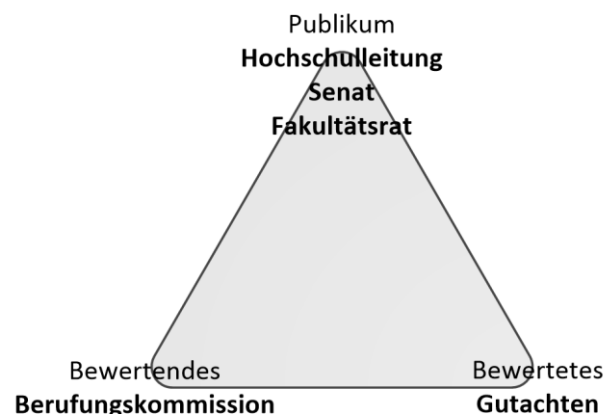 Publikum
Hochschulleitung
Senat
Fakultätsrat
Bewertendes
Berufungskommission
Bewertetes
Gutachten